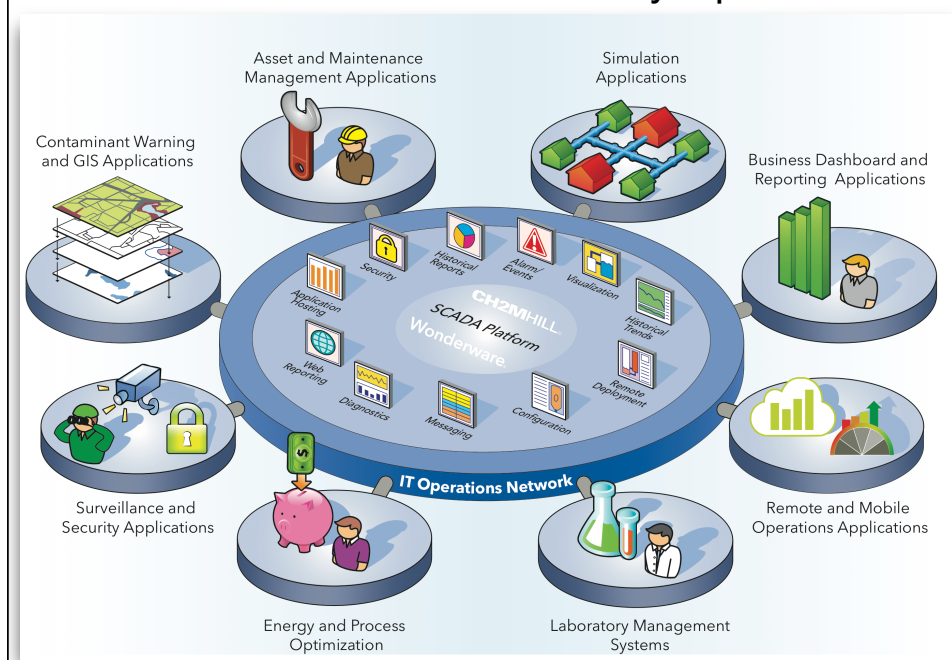 Asset and Maintenance
Management Applications
Simulation
Applications
Contaminant Warning
and GIS Applications
Business Dashboard and
Reporting Applications
Security
Historical
Reports
Alarm/
Events
Visualization
Application
Hosting
Historical
Trends
CH2MHILL®
SCADA Platform
Wonderware
Web
Reporting
Diagnostics
Messaging
Configuration
Remote
Deployment
IT Operations Network
Surveillance and
Security Applications
Remote and Mobile
Operations Applications
$
Energy and Process
Optimization
Laboratory Management
Systems